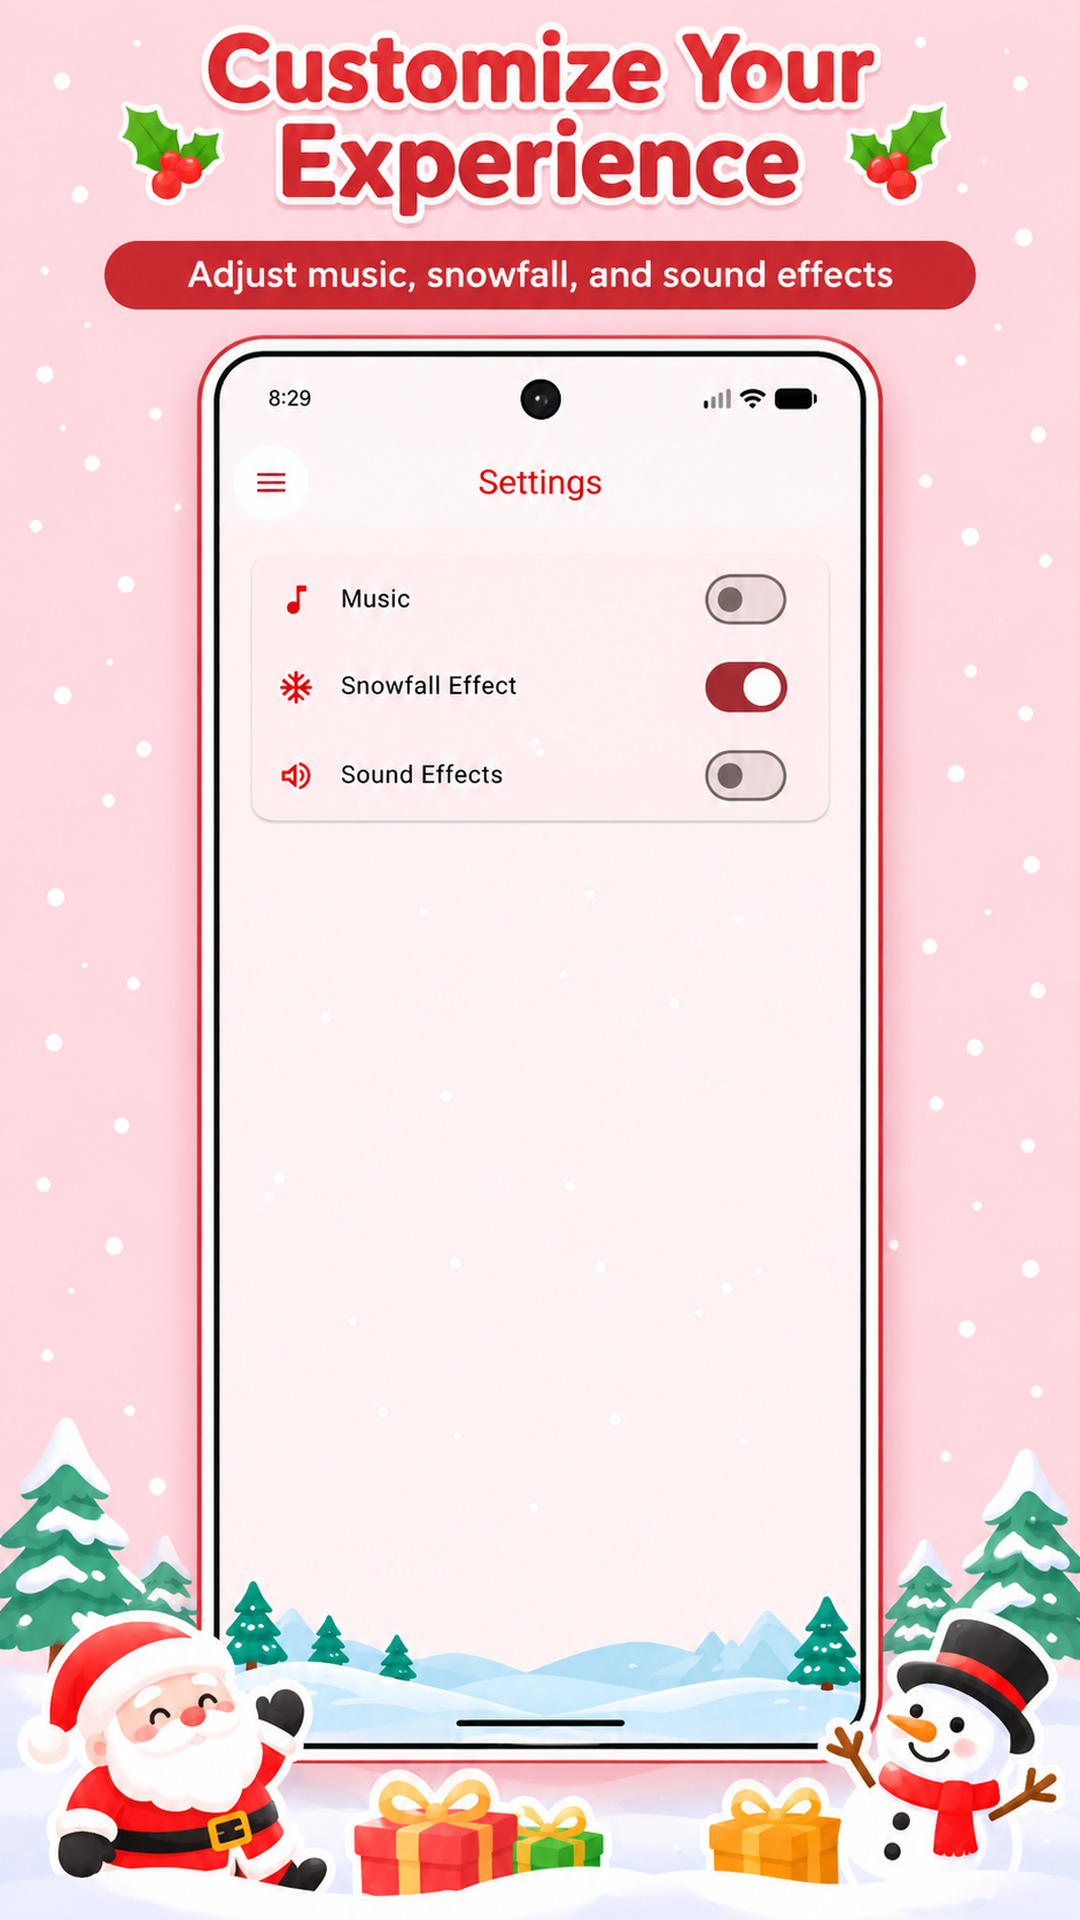 Customize Your
Experience
Adjust music, snowfall, and sound effects
8:29
Settings
Music
Snowfall Effect
Sound Effects